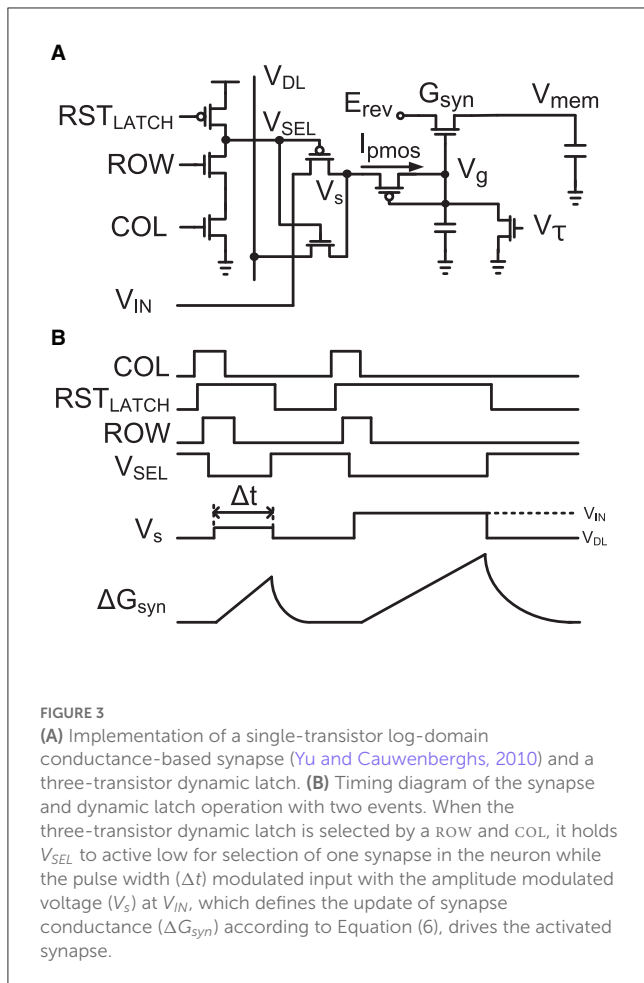 A
V_DL
RST_LATCH
V_SEL
ROW
COL
V_IN
E_rev
G_syn
V_mem
I_pmos
V_s
V_g
V_τ
B
COL
RST_LATCH
ROW
V_SEL
Δt
V_s
V_IN
V_DL
ΔG_syn
FIGURE 3
(A) Implementation of a single-transistor log-domain
conductance-based synapse (Yu and Cauwenberghs, 2010) and a
three-transistor dynamic latch. (B) Timing diagram of the synapse
and dynamic latch operation with two events. When the
three-transistor dynamic latch is selected by a ROW and COL, it holds
V_SEL to active low for selection of one synapse in the neuron while
the pulse width (Δt) modulated input with the amplitude modulated
voltage (V_s) at V_IN, which defines the update of synapse
conductance (ΔG_syn) according to Equation (6), drives the activated
synapse.